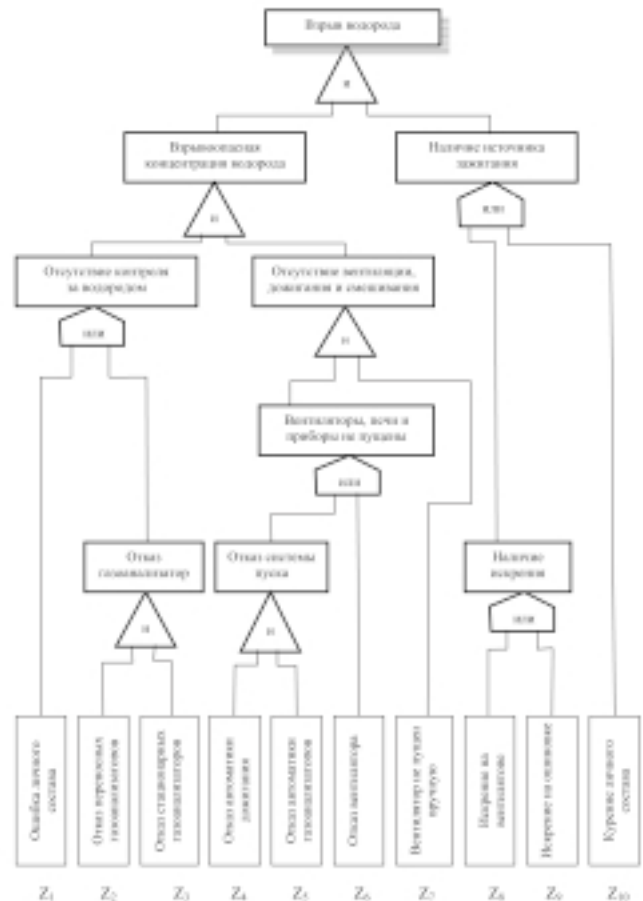 Взрыв водорода
и
Взрывоопасная
концентрация водорода
Наличие источника
зажигания
и
или
Отсутствие контроля
за водородом
Отсутствие вентиляции,
дожигания и смешивания
или
и
Вентиляторы, печи и
приборы не пущены
или
Отказ
газоанализатор
Отказ системы
пуска
Наличие
искрения
и
и
или
Ошибка личного
состава
Отказ переносных
газоанализаторов
Отказ стационарных
газоанализаторов
Отказ автоматики
дожигания
Отказ автоматики
газоанализаторов
Отказ вентилятора
Вентилятор не пущен
вручную
Искрение на
Искрение на
Курение личного
состава
Z1
Z2
Z3
Z4
Z5
Z6
Z7
Z8
Z9
Z10